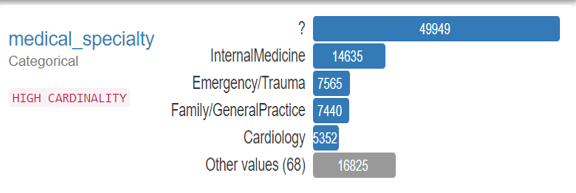 medical_specialty
Categorical
HIGH CARDINALITY
? 49949
InternalMedicine 14635
Emergency/Trauma 7565
Family/GeneralPractice 7440
Cardiology 5352
Other values (68) 16825